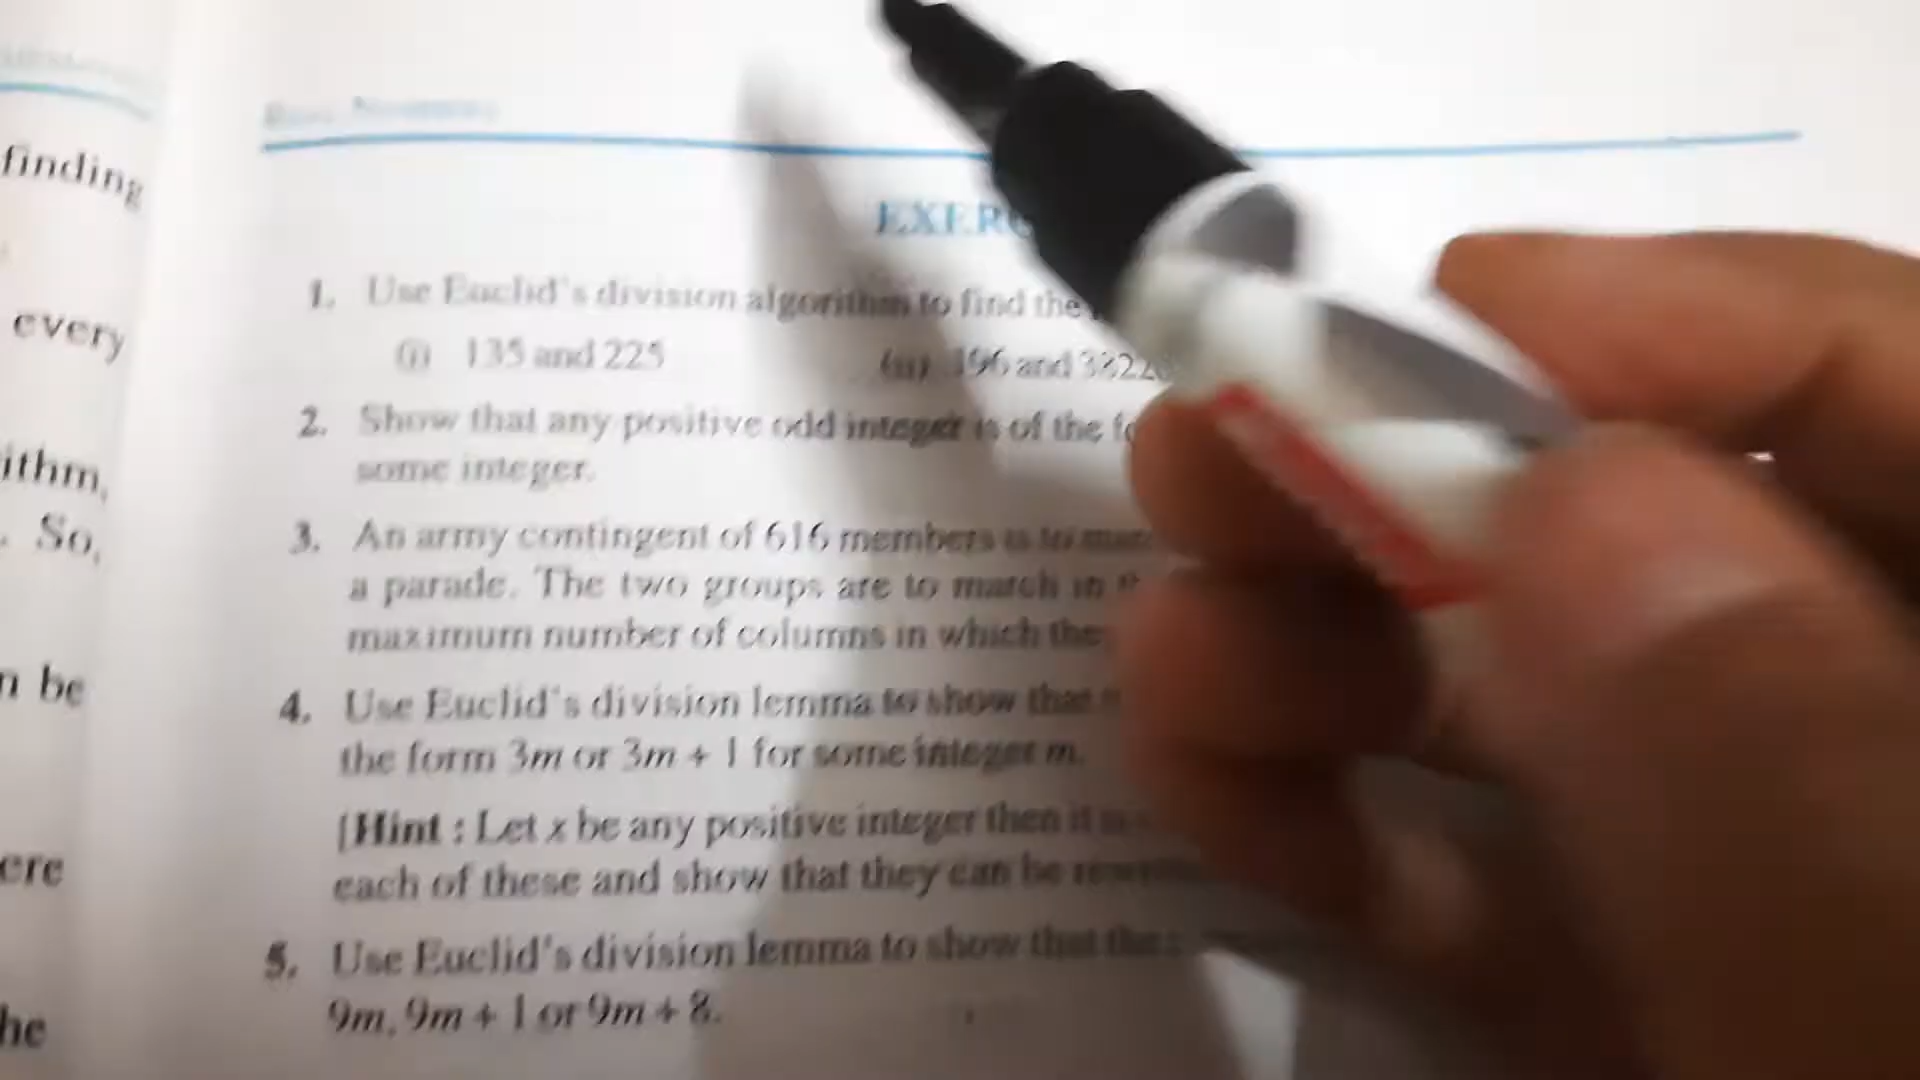 finding
every
ithm,
. So,
n be
ere
he
Real Numbers
EXERC
1. Use Euclid's division algorithm to find the
(i) 135 and 225 (ii) 196 and 38220
2. Show that any positive odd integer is of the
some integer.
3. An army contingent of 616 members is to
a parade. The two groups are to march in
maximum number of columns in which they
4. Use Euclid's division lemma to show that
the form 3m or 3m + 1 for some integer m.
[Hint : Let x be any positive integer then it
each of these and show that they can be
5. Use Euclid's division lemma to show that the
9m, 9m + 1 or 9m + 8.